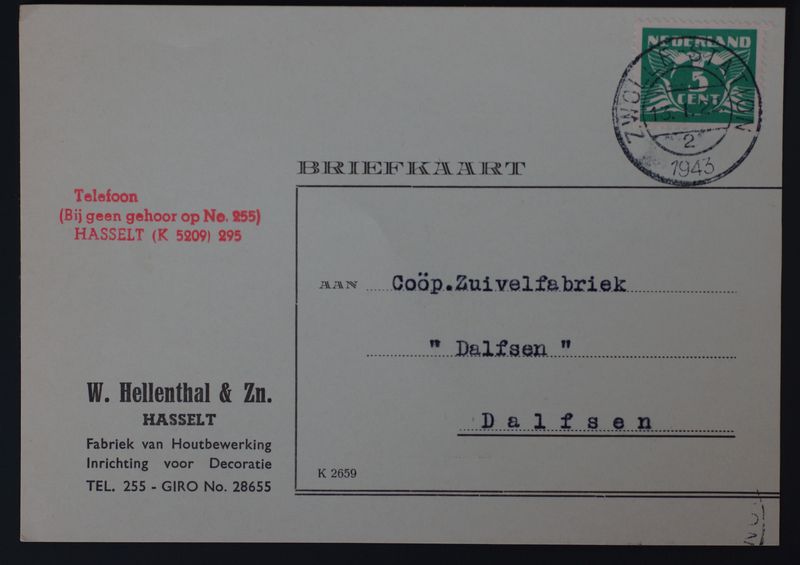 NEDERLAND
5
CENT
ZWOLLE STATION
2
1943
BRIEFKAART
Telefoon
(Bij geen gehoor op No. 255)
HASSELT (K 5209) 295
AAN Coöp.Zuivelfabriek
" Dalfsen "
Dalfsen
W. Hellenthal & Zn.
HASSELT
Fabriek van Houtbewerking
Inrichting voor Decoratie
TEL. 255 - GIRO No. 28655
K 2659